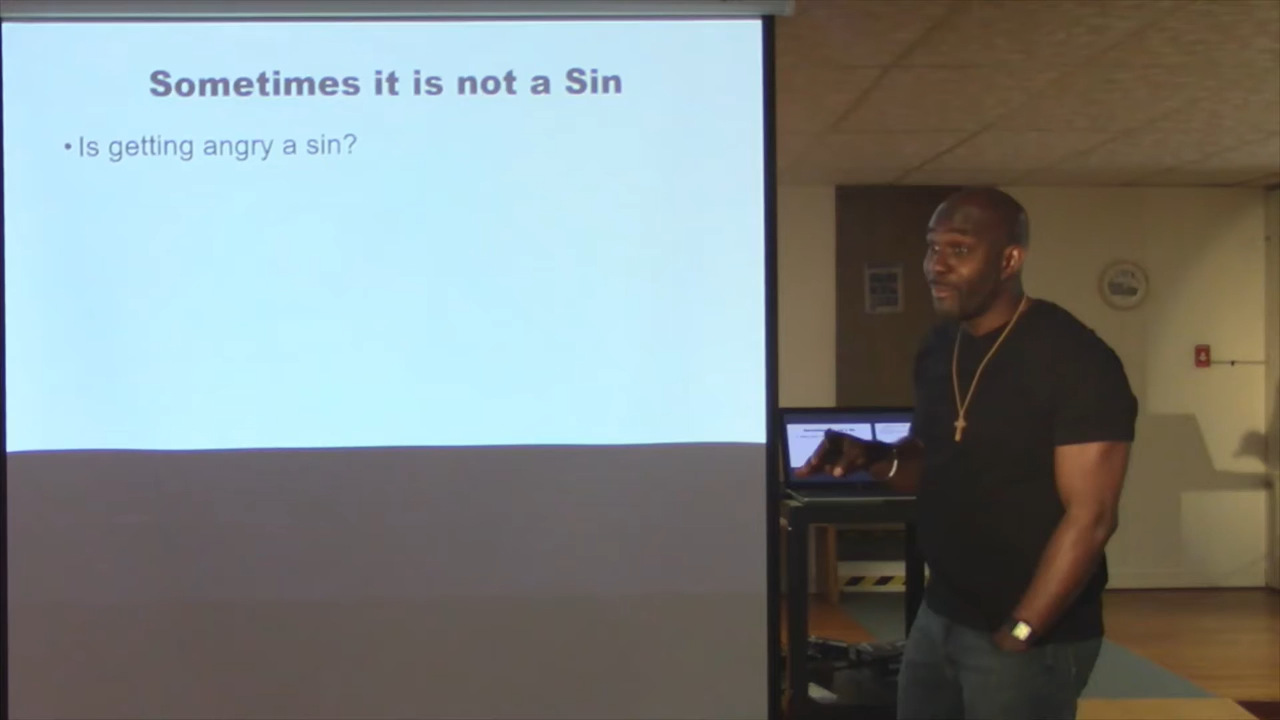 Sometimes it is not a Sin
• Is getting angry a sin?